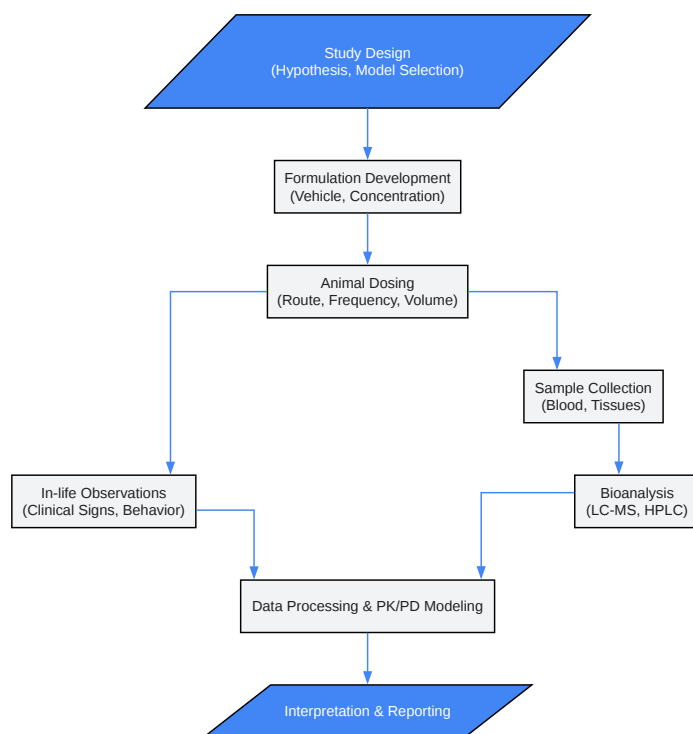 Study Design
(Hypothesis, Model Selection)
Formulation Development
(Vehicle, Concentration)
Animal Dosing
(Route, Frequency, Volume)
Sample Collection
(Blood, Tissues)
In-life Observations
(Clinical Signs, Behavior)
Bioanalysis
(LC-MS, HPLC)
Data Processing & PK/PD Modeling
Interpretation & Reporting